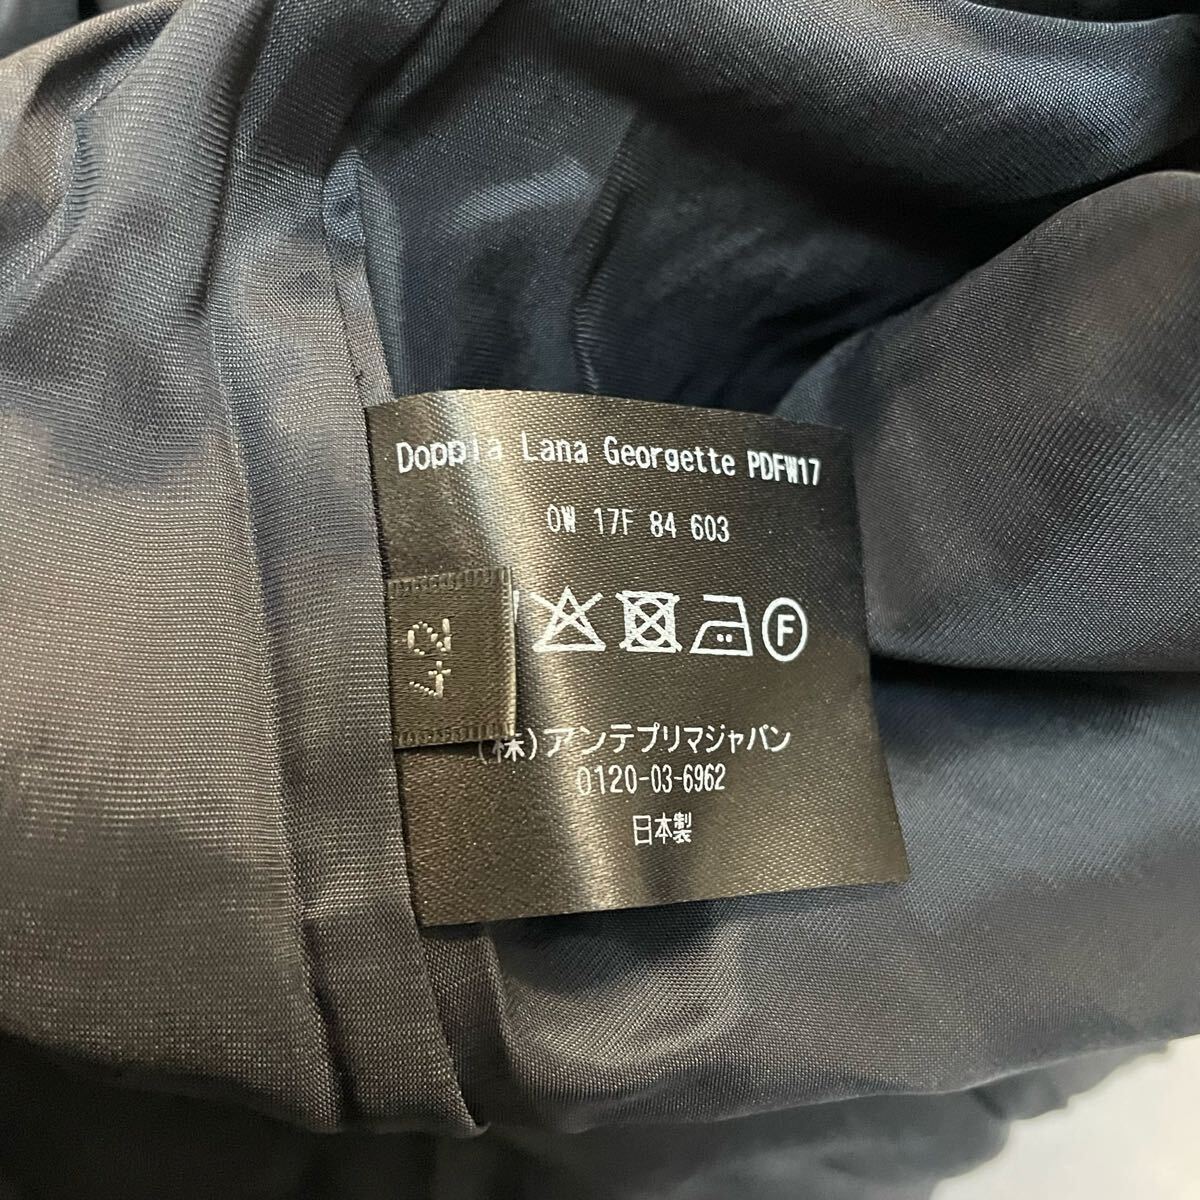 Doppia Lana Georgette PDFW17
OW 17F 84 603
F
42
(株)アンテプリマジャパン
0120-03-6962
日本製